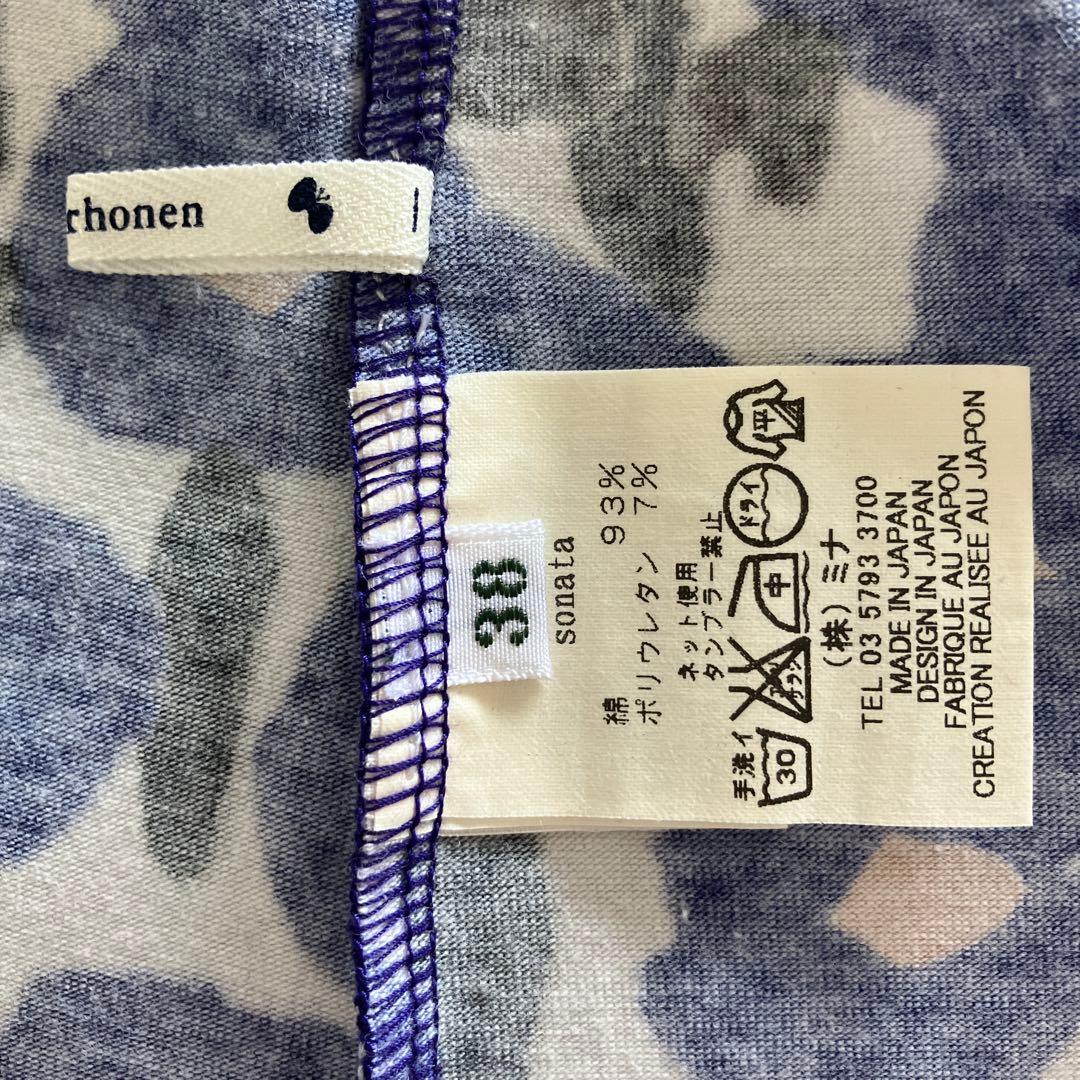 rhonen
38
sonata
綿 93%
ポリウレタン 7%
ネット使用
タンブラー禁止
手洗イ
30
中
ドライ
平
(株)ミナ
TEL 03 5793 3700
MADE IN JAPAN
DESIGN IN JAPAN
FABRIQUE AU JAPON
CREATION REALISEE AU JAPON